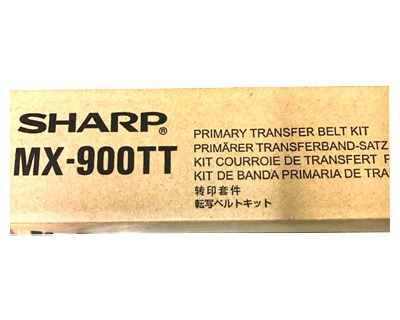 SHARP®
MX-900TT
PRIMARY TRANSFER BELT KIT
PRIMÄRER TRANSFERBAND-SATZ
KIT COURROIE DE TRANSFERT
KIT DE BANDA PRIMARIA DE
转印套件
転写ベルトキット